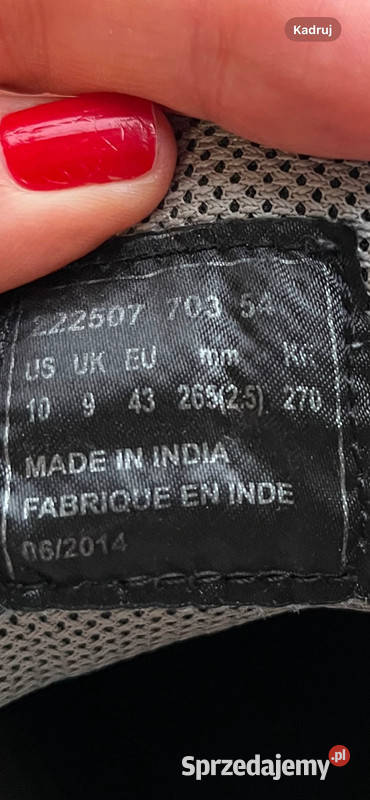 Kadruj
222507 703 54
US UK EU mm KR
10 9 43 265(2.5) 270
MADE IN INDIA
FABRIQUE EN INDE
06/2014
Sprzedajemy.pl